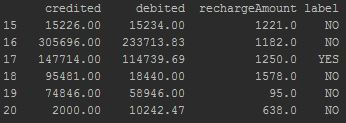 credited debited rechargeAmount label
15 15226.00 15234.00 1221.0 NO
16 305696.00 233713.83 1182.0 NO
17 147714.00 114739.69 1250.0 YES
18 95481.00 18440.00 1578.0 NO
19 74846.00 58946.00 95.0 NO
20 2000.00 10242.47 638.0 NO